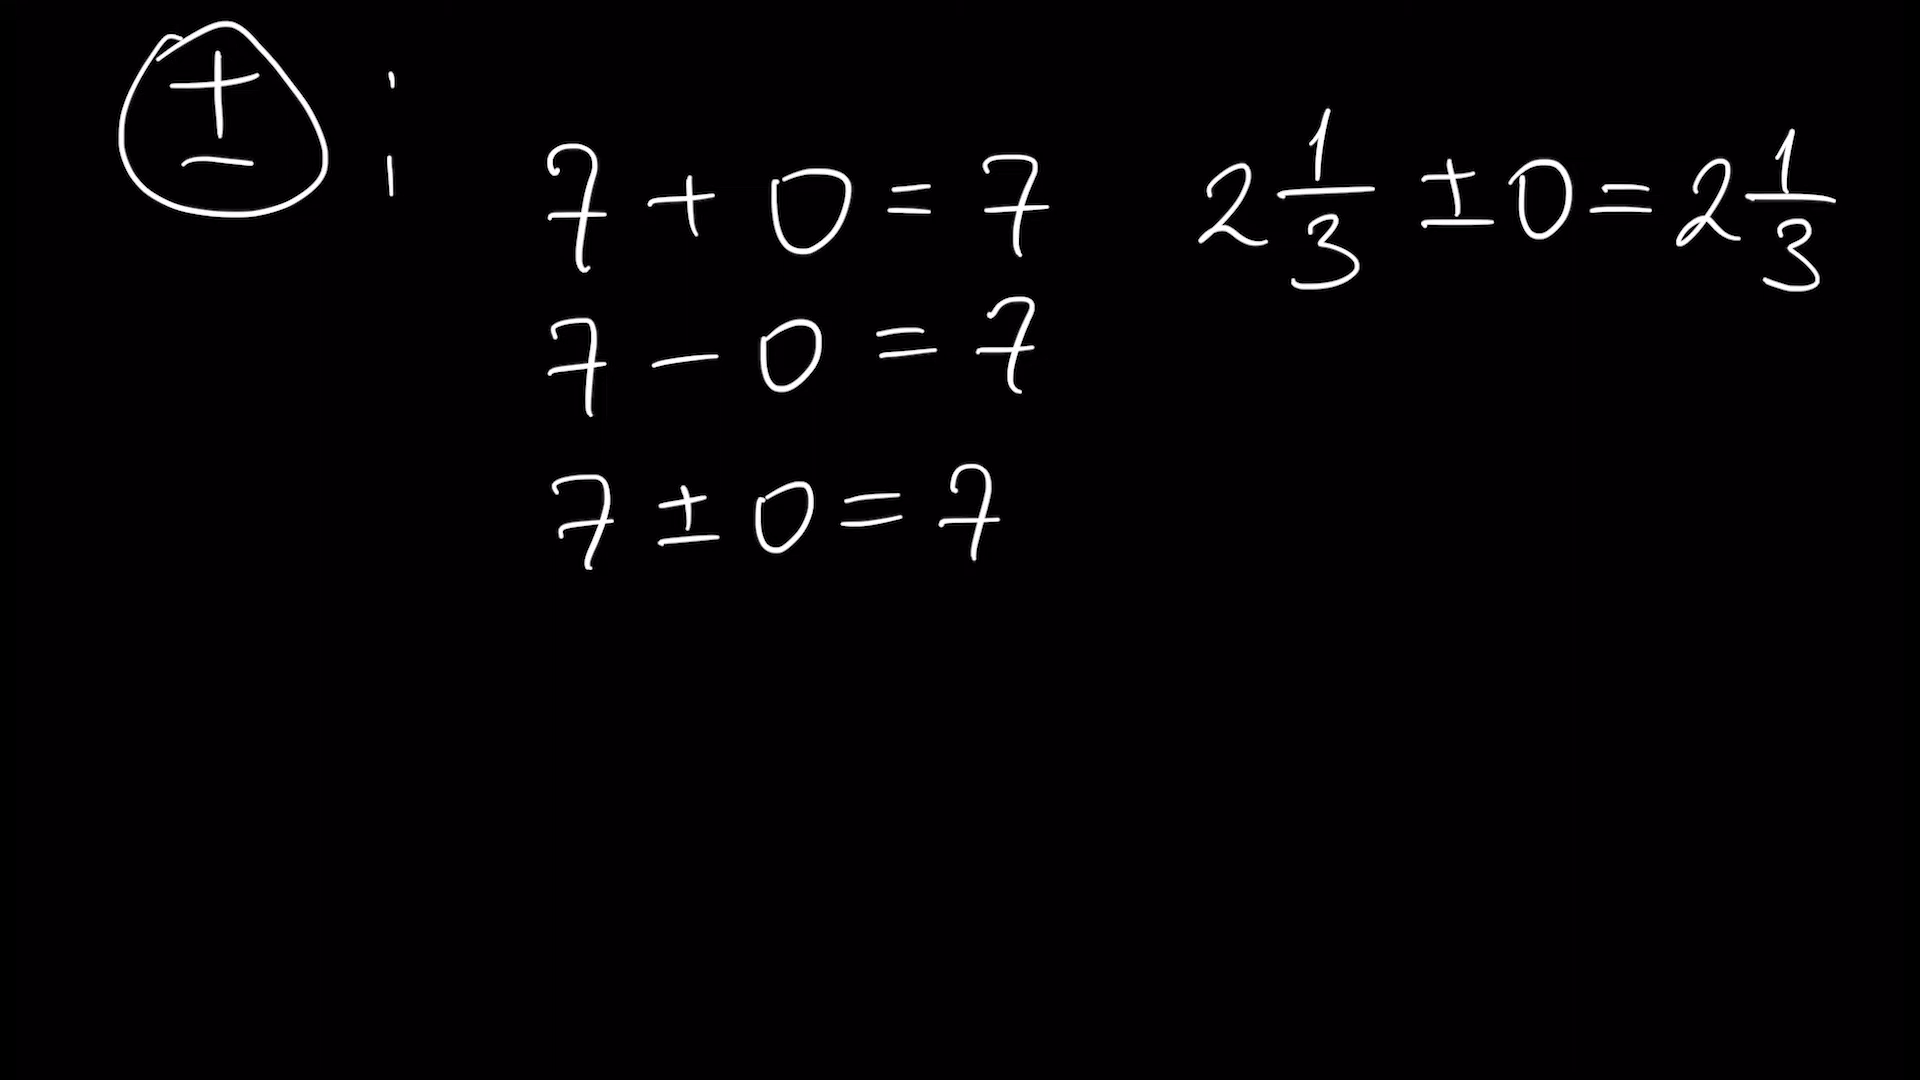 ± :
7 + 0 = 7
7 - 0 = 7
7 ± 0 = 7
2 1/3 ± 0 = 2 1/3